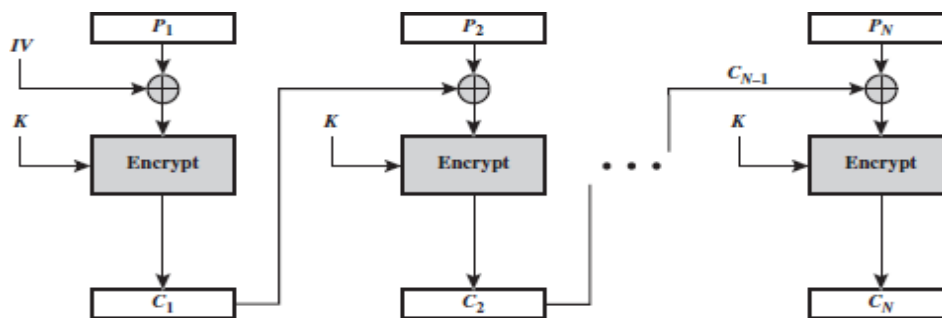 P1 P2 PN
IV
CN–1
K K K
Encrypt Encrypt Encrypt
• • •
C1 C2 CN